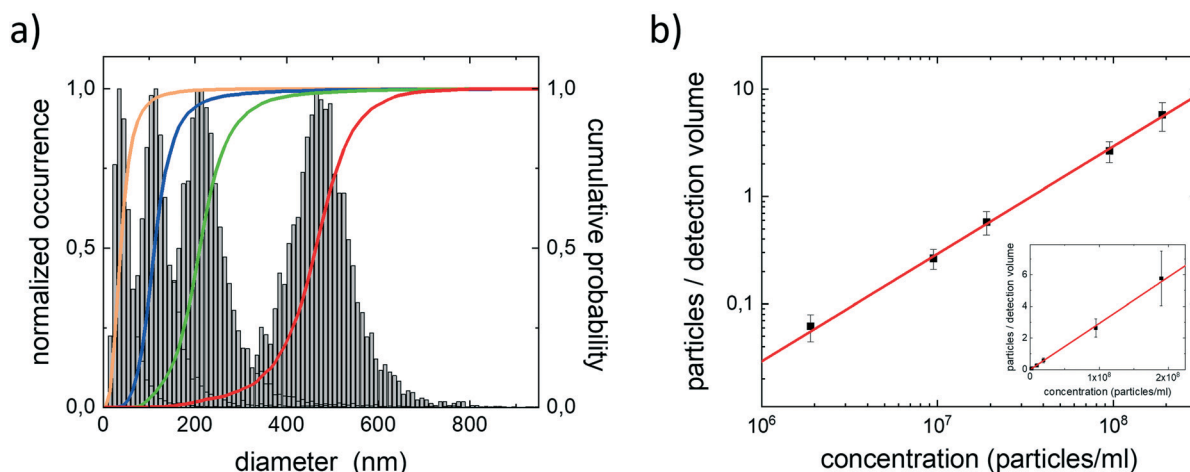 a)
normalized occurrence
1,0
0,5
0,0
0
200
400
600
800
diameter (nm)
1,0
0,5
0,0
cumulative probability
b)
particles / detection volume
10
1
0,1
10⁶
10⁷
10⁸
concentration (particles/ml)
particles / detection volume
6
4
2
0
1x10⁸
2x10⁸
concentration (particles/ml)